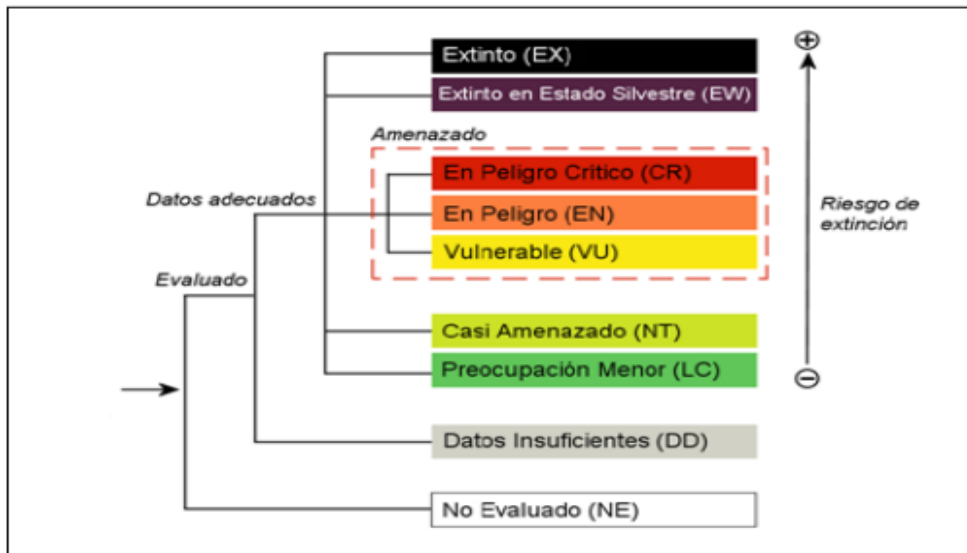 Extinto (EX)
Extinto en Estado Silvestre (EW)
Amenazado
En Peligro Critico (CR)
Datos adecuados
En Peligro (EN)
Riesgo de
extinción
Vulnerable (VU)
Evaluado
Casi Amenazado (NT)
Preocupación Menor (LC)
Datos Insuficientes (DD)
No Evaluado (NE)